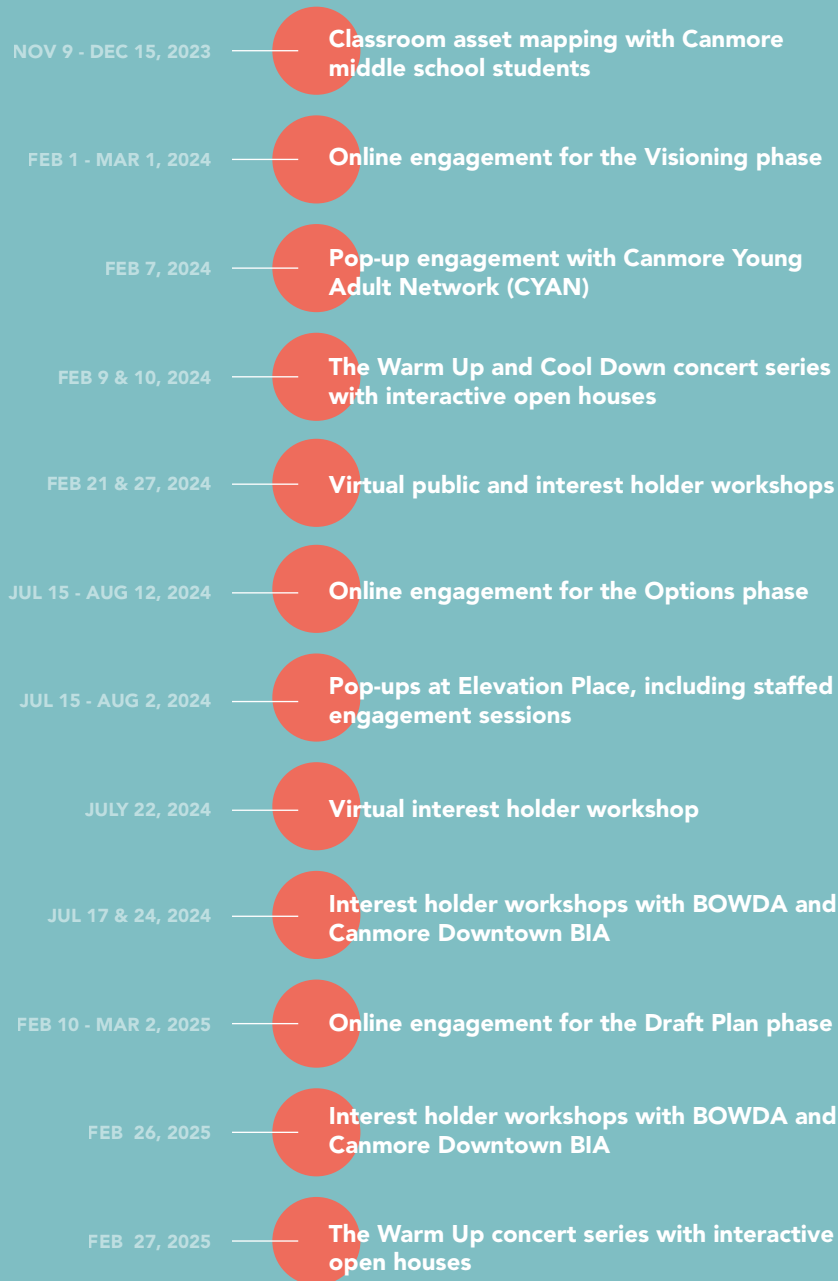 NOV 9 - DEC 15, 2023
Classroom asset mapping with Canmore
middle school students
FEB 1 - MAR 1, 2024
Online engagement for the Visioning phase
FEB 7, 2024
Pop-up engagement with Canmore Young
Adult Network (CYAN)
FEB 9 & 10, 2024
The Warm Up and Cool Down concert series
with interactive open houses
FEB 21 & 27, 2024
Virtual public and interest holder workshops
JUL 15 - AUG 12, 2024
Online engagement for the Options phase
JUL 15 - AUG 2, 2024
Pop-ups at Elevation Place, including staffed
engagement sessions
JULY 22, 2024
Virtual interest holder workshop
JUL 17 & 24, 2024
Interest holder workshops with BOWDA and
Canmore Downtown BIA
FEB 10 - MAR 2, 2025
Online engagement for the Draft Plan phase
FEB 26, 2025
Interest holder workshops with BOWDA and
Canmore Downtown BIA
FEB 27, 2025
The Warm Up concert series with interactive
open houses